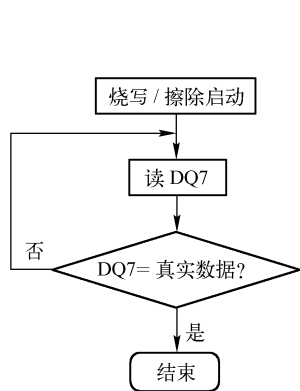 烧写 / 擦除启动
读 DQ7
DQ7= 真实数据?
否
是
结束